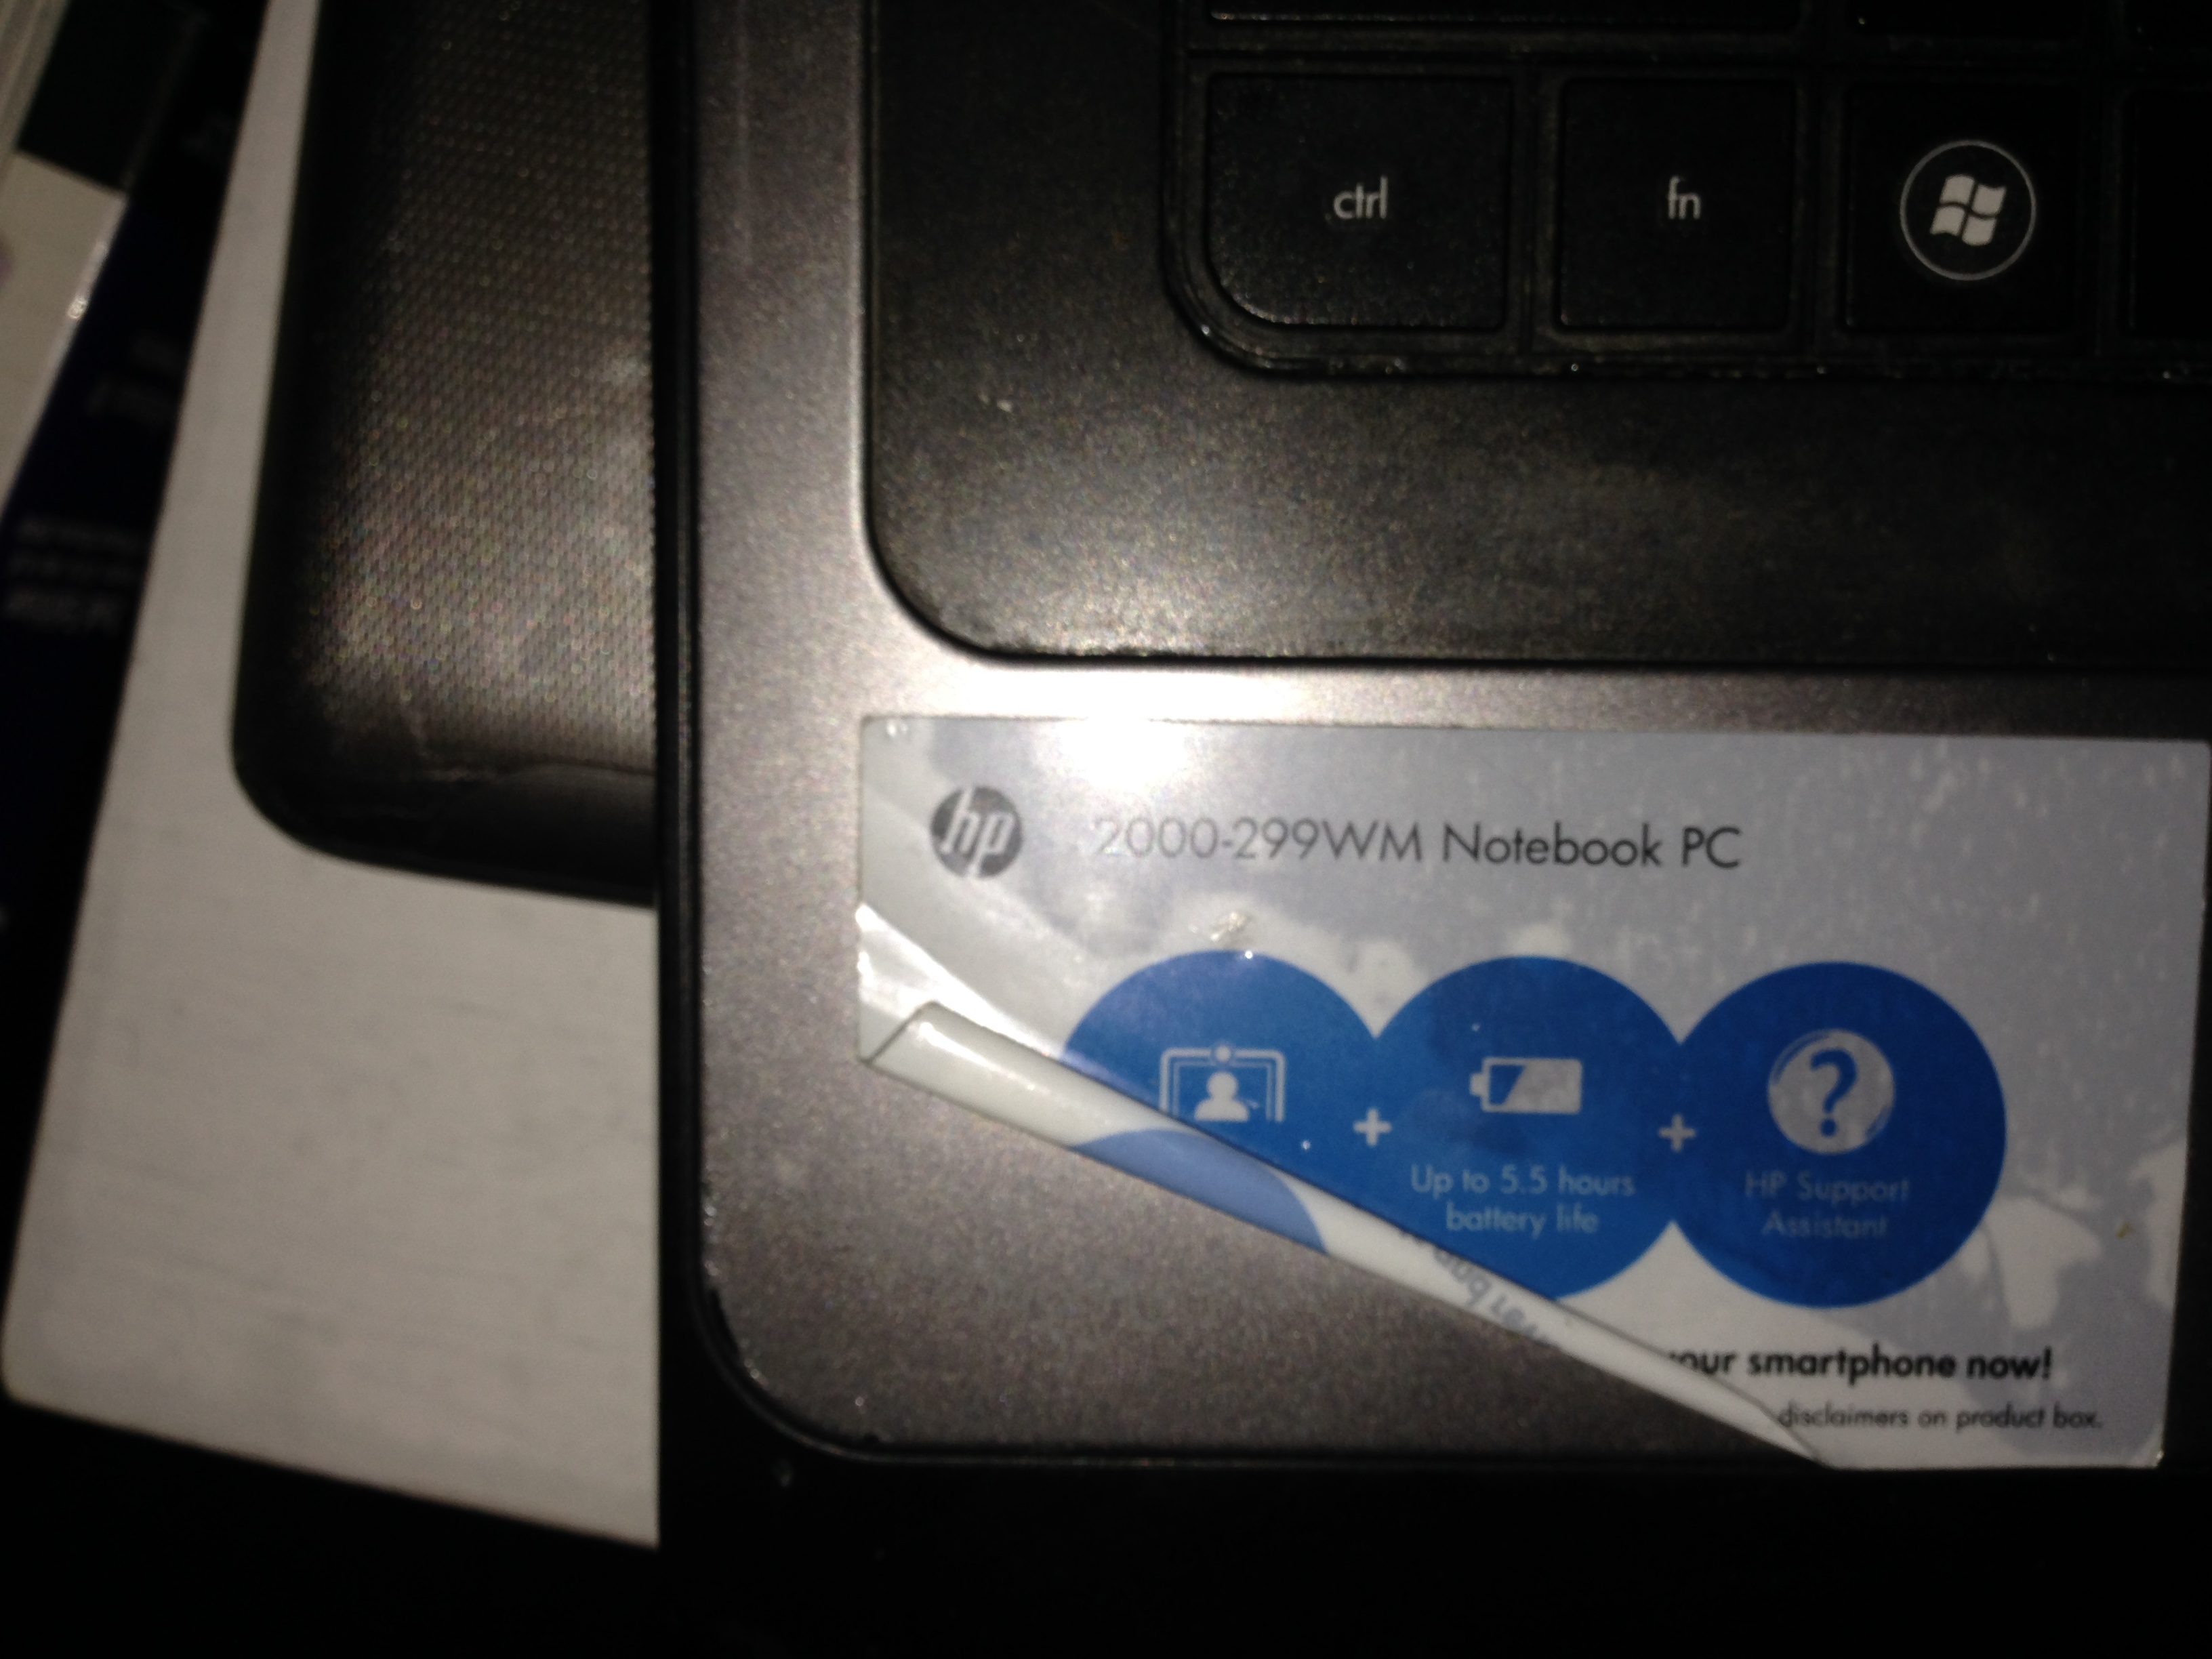 hp 2000-299WM Notebook PC
+
Up to 5.5 hours
battery life
+
?
HP Support
Assistant
our smartphone now!
disclaimers on product box.
ctrl
fn